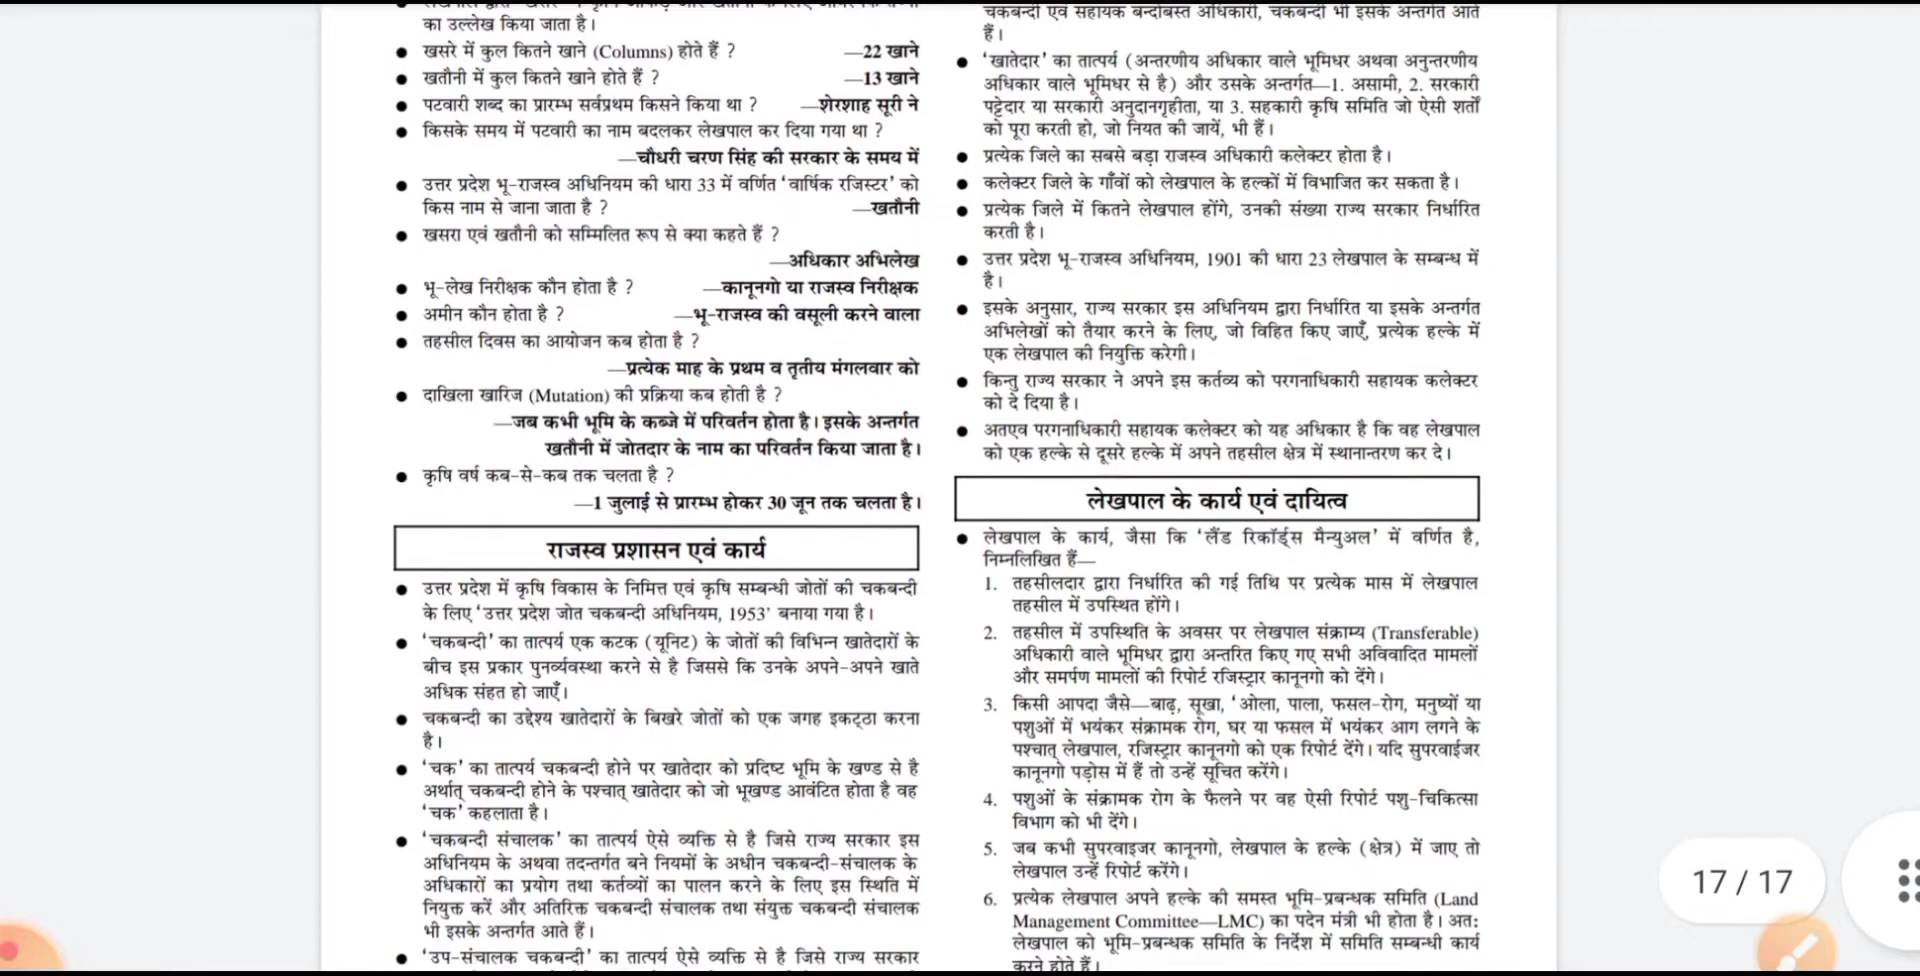 का उल्लेख किया जाता है।
● खसरे में कुल कितने खाने (Columns) होते हैं ? —22 खाने
● खतौनी में कुल कितने खाने होते हैं ? —13 खाने
● पटवारी शब्द का प्रारम्भ सर्वप्रथम किसने किया था ? —शेरशाह सूरी ने
● किसके समय में पटवारी का नाम बदलकर लेखपाल कर दिया गया था ?
—चौधरी चरण सिंह की सरकार के समय में
● उत्तर प्रदेश भू-राजस्व अधिनियम की धारा 33 में वर्णित 'वार्षिक रजिस्टर' को
किस नाम से जाना जाता है ? —खतौनी
● खसरा एवं खतौनी को सम्मिलित रूप से क्या कहते हैं ?
—अधिकार अभिलेख
● भू-लेख निरीक्षक कौन होता है ? —कानूनगो या राजस्व निरीक्षक
● अमीन कौन होता है ? —भू-राजस्व की वसूली करने वाला
● तहसील दिवस का आयोजन कब होता है ?
—प्रत्येक माह के प्रथम व तृतीय मंगलवार को
● दाखिला खारिज (Mutation) की प्रक्रिया कब होती है ?
—जब कभी भूमि के कब्जे में परिवर्तन होता है। इसके अन्तर्गत
खतौनी में जोतदार के नाम का परिवर्तन किया जाता है।
● कृषि वर्ष कब-से-कब तक चलता है ?
—1 जुलाई से प्रारम्भ होकर 30 जून तक चलता है।
राजस्व प्रशासन एवं कार्य
● उत्तर प्रदेश में कृषि विकास के निमित्त एवं कृषि सम्बन्धी जोतों की चकबन्दी
के लिए 'उत्तर प्रदेश जोत चकबन्दी अधिनियम, 1953' बनाया गया है।
● 'चकबन्दी' का तात्पर्य एक कटक (यूनिट) के जोतों की विभिन्न खातेदारों के
बीच इस प्रकार पुनर्व्यवस्था करने से है जिससे कि उनके अपने-अपने खाते
अधिक संहत हो जाएँ।
● चकबन्दी का उद्देश्य खातेदारों के बिखरे जोतों को एक जगह इकट्ठा करना
है।
● 'चक' का तात्पर्य चकबन्दी होने पर खातेदार को प्रदिष्ट भूमि के खण्ड से है
अर्थात् चकबन्दी होने के पश्चात् खातेदार को जो भूखण्ड आवंटित होता है वह
'चक' कहलाता है।
● 'चकबन्दी संचालक' का तात्पर्य ऐसे व्यक्ति से है जिसे राज्य सरकार इस
अधिनियम के अथवा तदन्तर्गत बने नियमों के अधीन चकबन्दी-संचालक के
अधिकारों का प्रयोग तथा कर्तव्यों का पालन करने के लिए इस स्थिति में
नियुक्त करें और अतिरिक्त चकबन्दी संचालक तथा संयुक्त चकबन्दी संचालक
भी इसके अन्तर्गत आते हैं।
● 'उप-संचालक चकबन्दी' का तात्पर्य ऐसे व्यक्ति से है जिसे राज्य सरकार
चकबन्दी एवं सहायक बन्दोबस्त अधिकारी, चकबन्दी भी इसके अन्तर्गत आते
हैं।
● 'खातेदार' का तात्पर्य (अन्तरणीय अधिकार वाले भूमिधर अथवा अनुन्तरणीय
अधिकार वाले भूमिधर से है) और उसके अन्तर्गत—1. असामी, 2. सरकारी
पट्टेदार या सरकारी अनुदानगृहीता, या 3. सहकारी कृषि समिति जो ऐसी शर्तों
को पूरा करती हो, जो नियत की जायें, भी हैं।
● प्रत्येक जिले का सबसे बड़ा राजस्व अधिकारी कलेक्टर होता है।
● कलेक्टर जिले के गाँवों को लेखपाल के हल्कों में विभाजित कर सकता है।
● प्रत्येक जिले में कितने लेखपाल होंगे, उनकी संख्या राज्य सरकार निर्धारित
करती है।
● उत्तर प्रदेश भू-राजस्व अधिनियम, 1901 की धारा 23 लेखपाल के सम्बन्ध में
है।
● इसके अनुसार, राज्य सरकार इस अधिनियम द्वारा निर्धारित या इसके अन्तर्गत
अभिलेखों को तैयार करने के लिए, जो विहित किए जाएँ, प्रत्येक हल्के में
एक लेखपाल की नियुक्ति करेगी।
● किन्तु राज्य सरकार ने अपने इस कर्तव्य को परगनाधिकारी सहायक कलेक्टर
को दे दिया है।
● अतएव परगनाधिकारी सहायक कलेक्टर को यह अधिकार है कि वह लेखपाल
को एक हल्के से दूसरे हल्के में अपने तहसील क्षेत्र में स्थानान्तरण कर दे।
लेखपाल के कार्य एवं दायित्व
● लेखपाल के कार्य, जैसा कि 'लैंड रिकॉर्ड्स मैन्युअल' में वर्णित है,
निम्नलिखित हैं—
1. तहसीलदार द्वारा निर्धारित की गई तिथि पर प्रत्येक मास में लेखपाल
तहसील में उपस्थित होंगे।
2. तहसील में उपस्थिति के अवसर पर लेखपाल संक्राम्य (Transferable)
अधिकारी वाले भूमिधर द्वारा अन्तरित किए गए सभी अविवादित मामलों
और समर्पण मामलों की रिपोर्ट रजिस्ट्रार कानूनगो को देंगे।
3. किसी आपदा जैसे—बाढ़, सूखा, 'ओला, पाला, फसल-रोग, मनुष्यों या
पशुओं में भयंकर संक्रामक रोग, घर या फसल में भयंकर आग लगने के
पश्चात् लेखपाल, रजिस्ट्रार कानूनगो को एक रिपोर्ट देंगे। यदि सुपरवाईजर
कानूनगो पड़ोस में हैं तो उन्हें सूचित करेंगे।
4. पशुओं के संक्रामक रोग के फैलने पर वह ऐसी रिपोर्ट पशु-चिकित्सा
विभाग को भी देंगे।
5. जब कभी सुपरवाइजर कानूनगो, लेखपाल के हल्के (क्षेत्र) में जाए तो
लेखपाल उन्हें रिपोर्ट करेंगे।
6. प्रत्येक लेखपाल अपने हल्के की समस्त भूमि-प्रबन्धक समिति (Land
Management Committee—LMC) का पदेन मंत्री भी होता है। अतः
लेखपाल को भूमि-प्रबन्धक समिति के निर्देश में समिति सम्बन्धी कार्य
करने होते हैं।
17 / 17